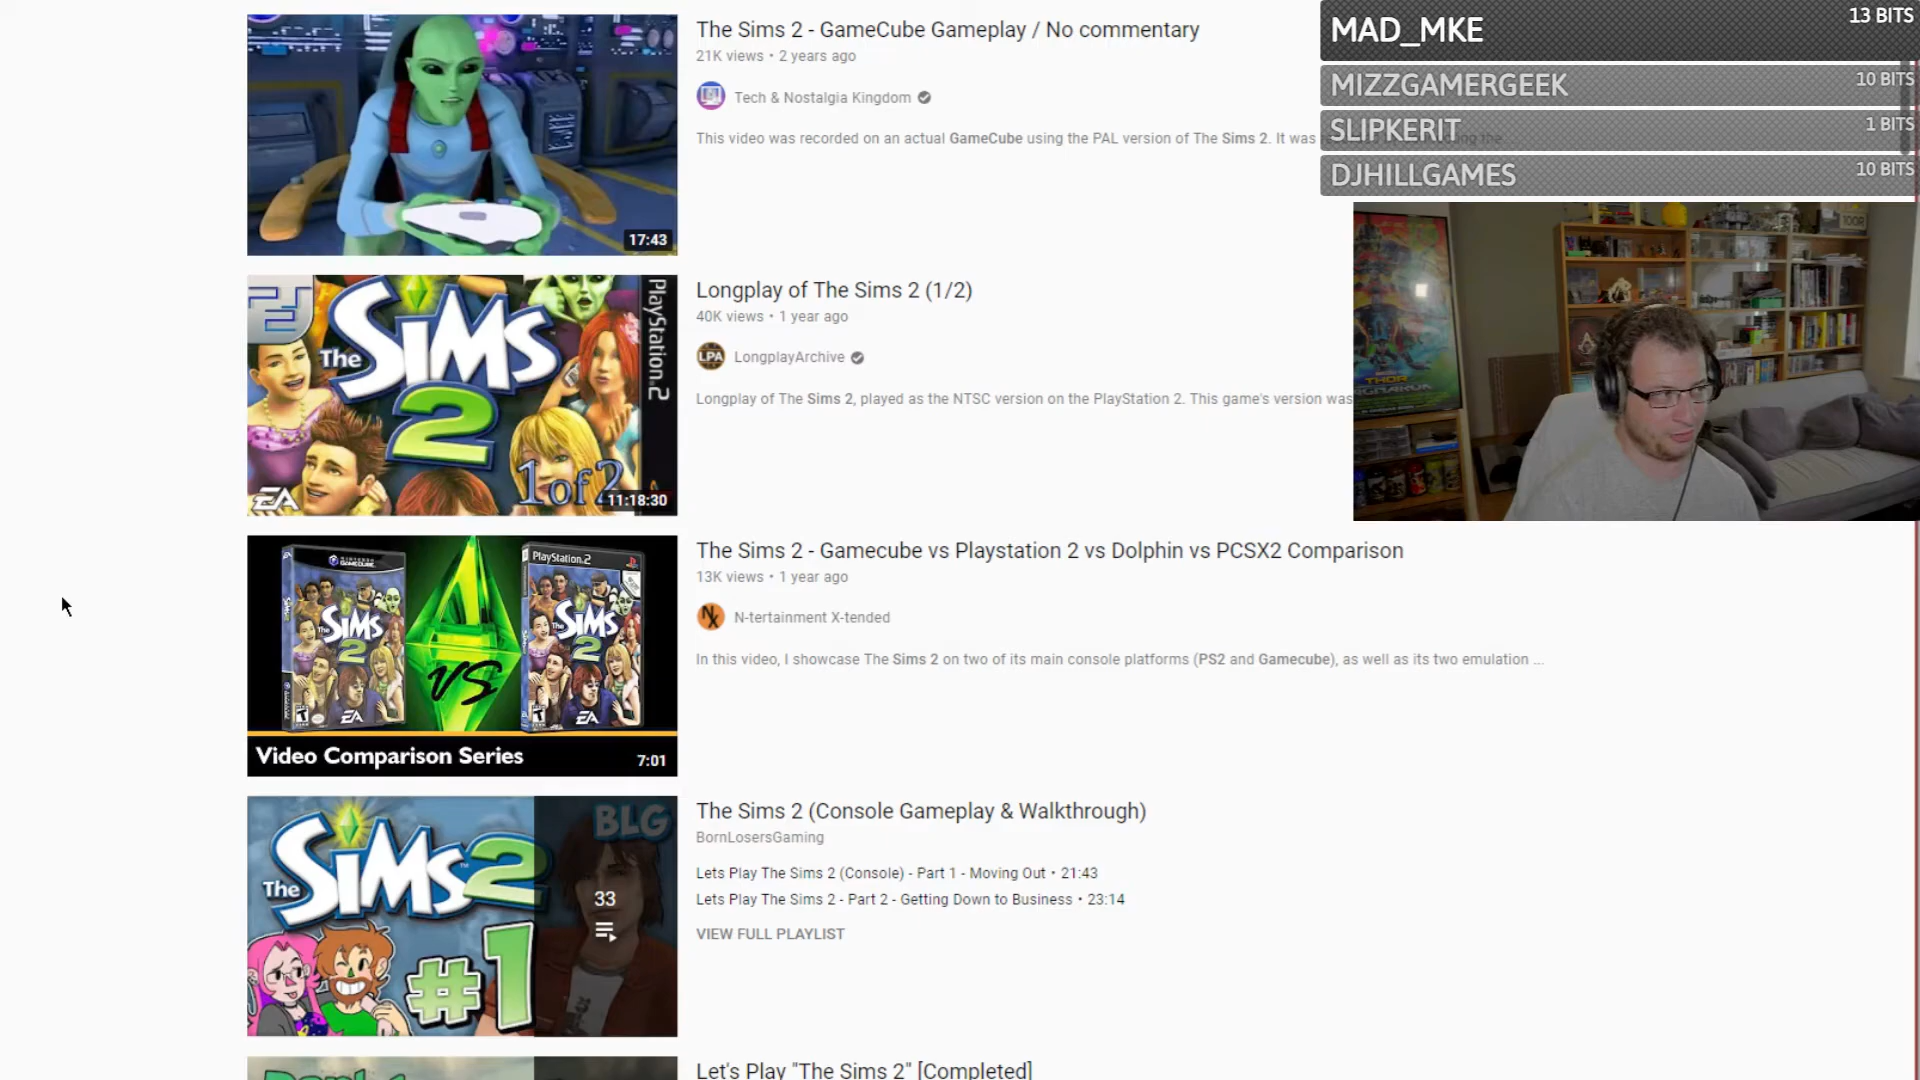 The Sims 2 - GameCube Gameplay / No commentary
21K views • 2 years ago
Tech & Nostalgia Kingdom
This video was recorded on an actual GameCube using the PAL version of The Sims 2. It was
17:43
MAD_MKE
13 BITS
MIZZGAMERGEEK
10 BITS
SLIPKERIT
1 BITS
DJHILLGAMES
10 BITS
THOR
The
SIMS
2
PlayStation 2
EA
1 of 2
11:18:30
Longplay of The Sims 2 (1/2)
40K views • 1 year ago
LPA
LongplayArchive
Longplay of The Sims 2, played as the NTSC version on the PlayStation 2. This game's version was
GAMECUBE
The SIMS 2
EA
VS
PlayStation 2
The SIMS 2
EA
Video Comparison Series
7:01
The Sims 2 - Gamecube vs Playstation 2 vs Dolphin vs PCSX2 Comparison
13K views • 1 year ago
NX
N-tertainment X-tended
In this video, I showcase The Sims 2 on two of its main console platforms (PS2 and Gamecube), as well as its two emulation ...
The SIMS 2
#1
BLG
33
The Sims 2 (Console Gameplay & Walkthrough)
BornLosersGaming
Lets Play The Sims 2 (Console) - Part 1 - Moving Out • 21:43
Lets Play The Sims 2 - Part 2 - Getting Down to Business • 23:14
VIEW FULL PLAYLIST
Let's Play "The Sims 2" [Completed]